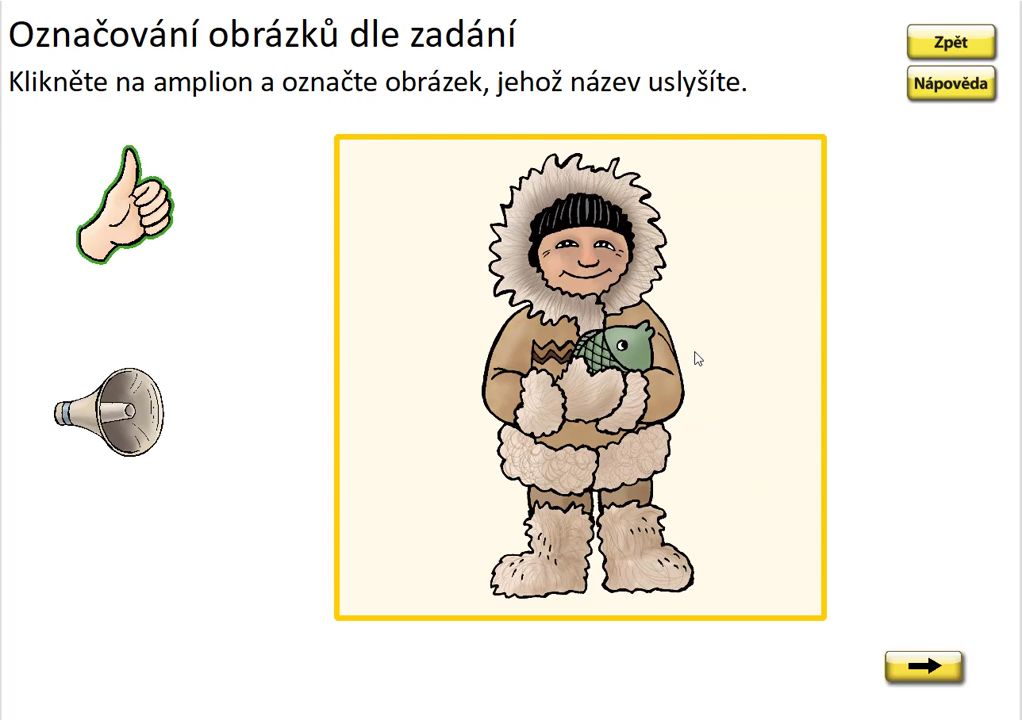 Označování obrázků dle zadání
Klikněte na amplion a označte obrázek, jehož název uslyšíte.
Zpět
Nápověda